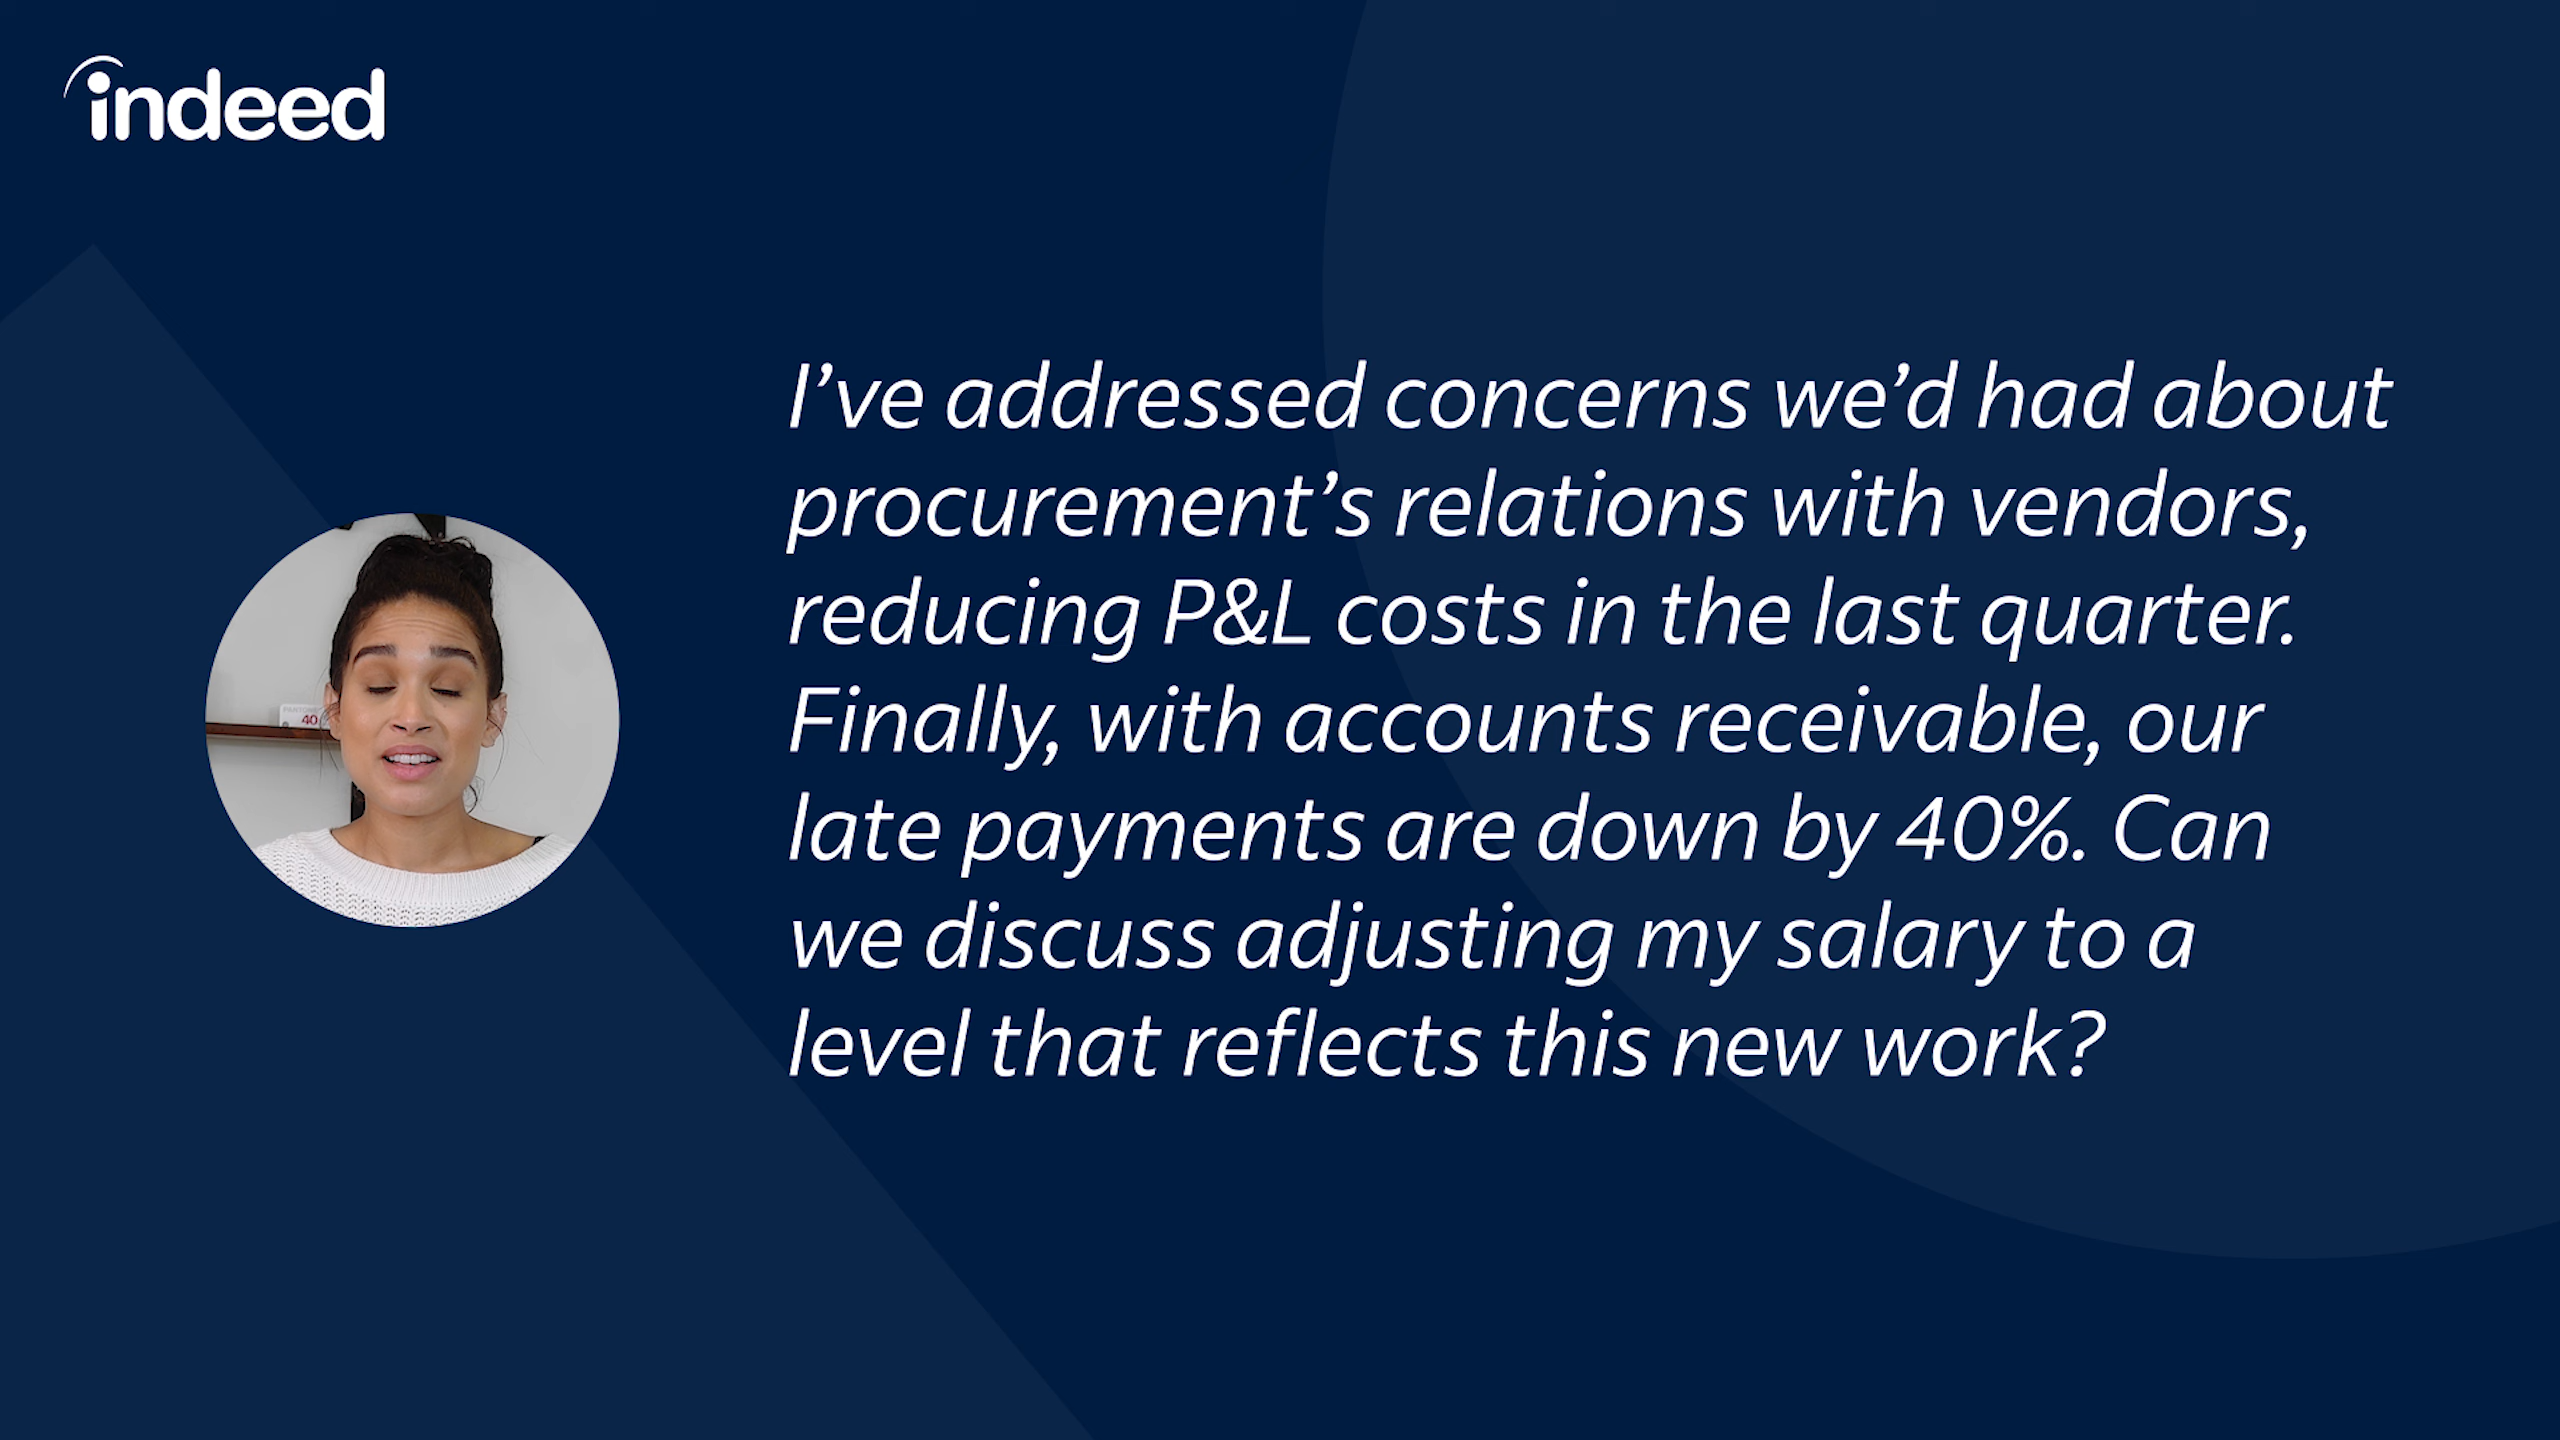 indeed
I’ve addressed concerns we’d had about
procurement’s relations with vendors,
reducing P&L costs in the last quarter.
Finally, with accounts receivable, our
late payments are down by 40%. Can
we discuss adjusting my salary to a
level that reflects this new work?
PANTONE
40